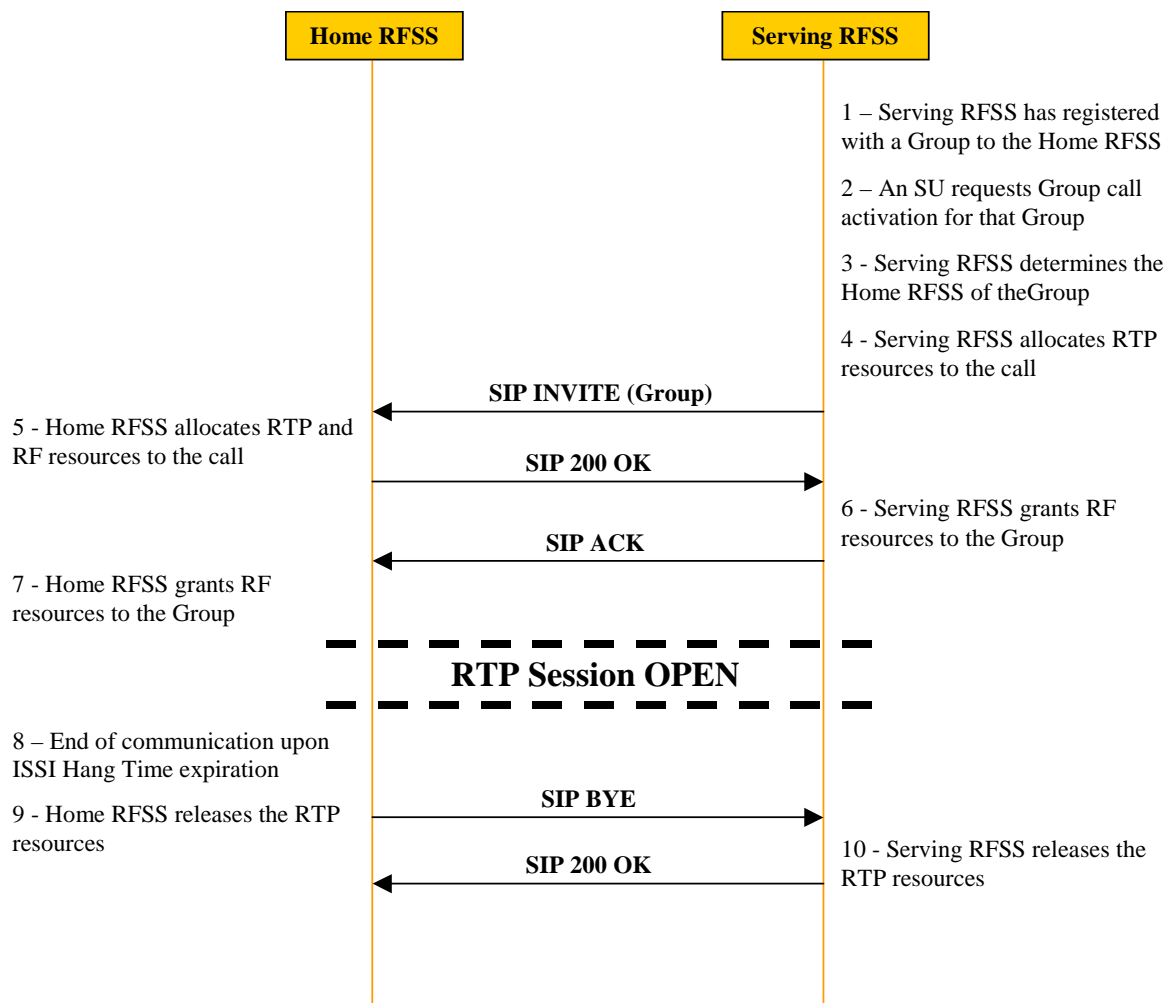 Home RFSS
Serving RFSS
1 – Serving RFSS has registered
with a Group to the Home RFSS
2 – An SU requests Group call
activation for that Group
3 - Serving RFSS determines the
Home RFSS of theGroup
4 - Serving RFSS allocates RTP
resources to the call
SIP INVITE (Group)
5 - Home RFSS allocates RTP and
RF resources to the call
SIP 200 OK
6 - Serving RFSS grants RF
resources to the Group
SIP ACK
7 - Home RFSS grants RF
resources to the Group
RTP Session OPEN
8 – End of communication upon
ISSI Hang Time expiration
SIP BYE
9 - Home RFSS releases the RTP
resources
10 - Serving RFSS releases the
RTP resources
SIP 200 OK